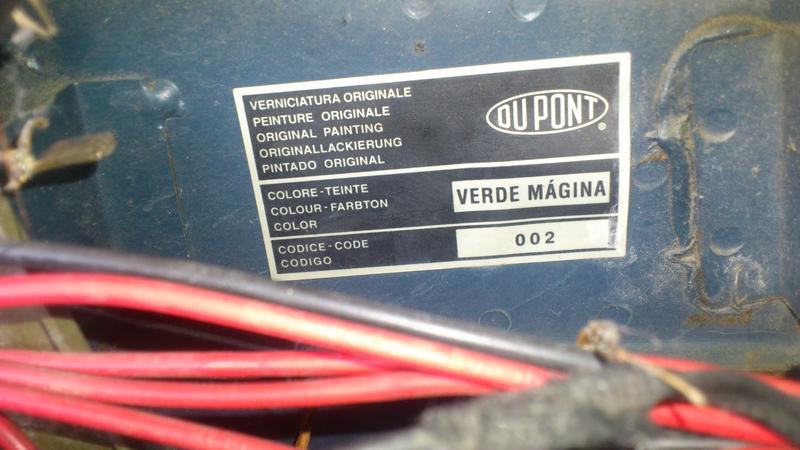 VERNICIATURA ORIGINALE
PEINTURE ORIGINALE
ORIGINAL PAINTING
ORIGINALLACKIERUNG
PINTADO ORIGINAL
DU PONT®
COLORE-TEINTE
COLOUR-FARBTON
COLOR
VERDE MÁGINA
CODICE-CODE
CODIGO
002